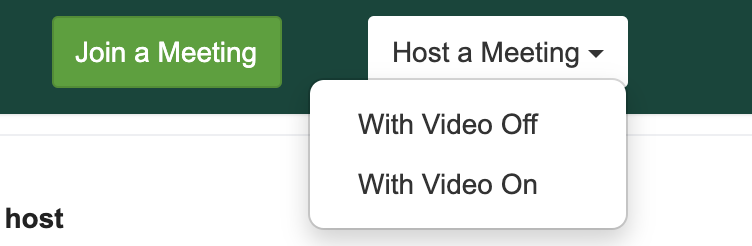 Join a Meeting
Host a Meeting
With Video Off
With Video On
host